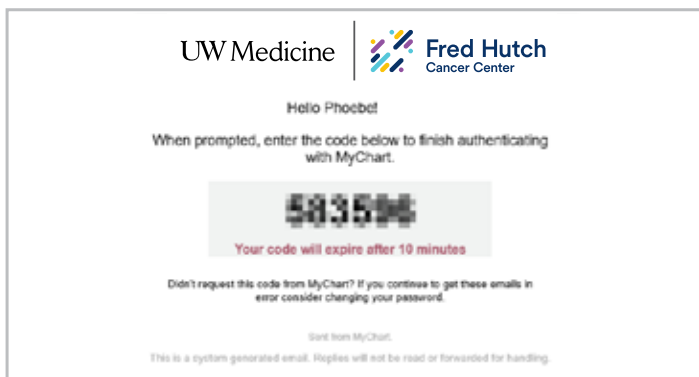 UW Medicine
Fred Hutch
Cancer Center
Hello Phoebe!
When prompted, enter the code below to finish authenticating
with MyChart.
Your code will expire after 10 minutes
Didn't request this code from MyChart? If you continue to get these emails in
error consider changing your password.
Sent from MyChart.
This is a system generated email. Replies will not be read or forwarded for handling.